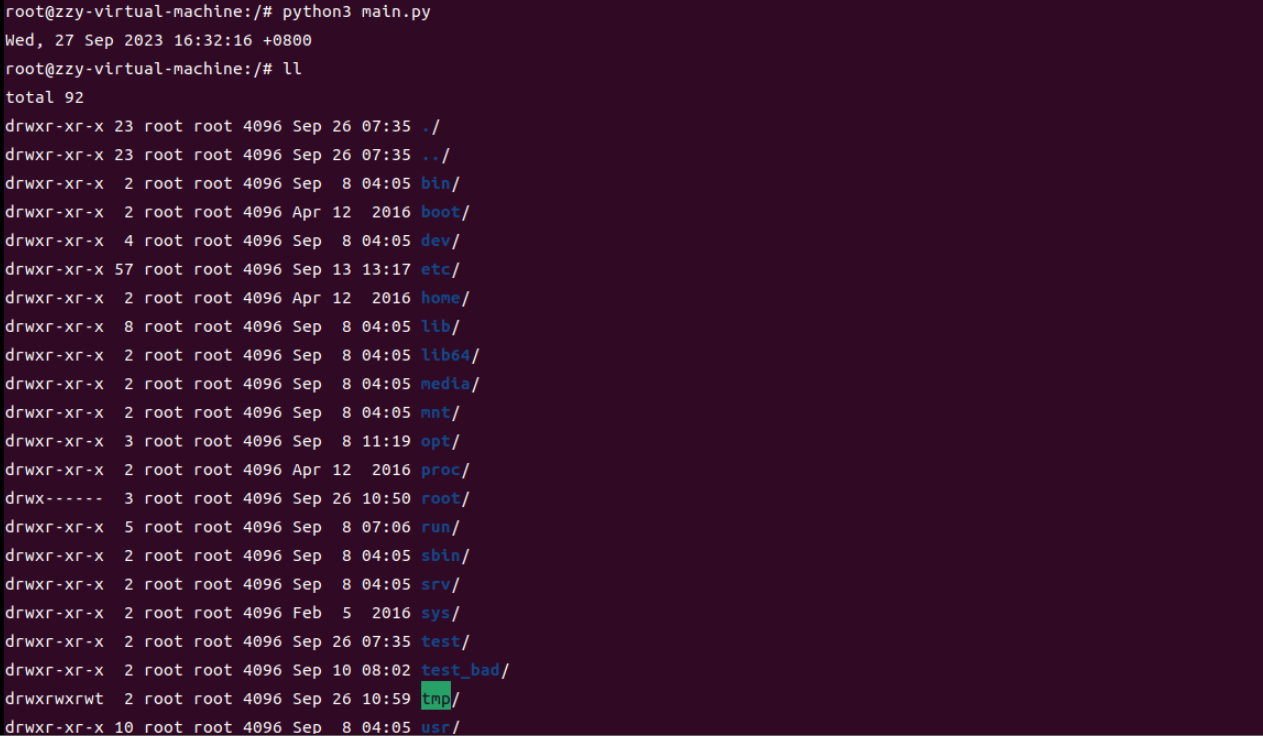 root@zzy-virtual-machine:/# python3 main.py
Wed, 27 Sep 2023 16:32:16 +0800
root@zzy-virtual-machine:/# ll
total 92
drwxr-xr-x 23 root root 4096 Sep 26 07:35 ./
drwxr-xr-x 23 root root 4096 Sep 26 07:35 ../
drwxr-xr-x  2 root root 4096 Sep  8 04:05 bin/
drwxr-xr-x  2 root root 4096 Apr 12  2016 boot/
drwxr-xr-x  4 root root 4096 Sep  8 04:05 dev/
drwxr-xr-x 57 root root 4096 Sep 13 13:17 etc/
drwxr-xr-x  2 root root 4096 Apr 12  2016 home/
drwxr-xr-x  8 root root 4096 Sep  8 04:05 lib/
drwxr-xr-x  2 root root 4096 Sep  8 04:05 lib64/
drwxr-xr-x  2 root root 4096 Sep  8 04:05 media/
drwxr-xr-x  2 root root 4096 Sep  8 04:05 mnt/
drwxr-xr-x  3 root root 4096 Sep  8 11:19 opt/
drwxr-xr-x  2 root root 4096 Apr 12  2016 proc/
drwx------  3 root root 4096 Sep 26 10:50 root/
drwxr-xr-x  5 root root 4096 Sep  8 07:06 run/
drwxr-xr-x  2 root root 4096 Sep  8 04:05 sbin/
drwxr-xr-x  2 root root 4096 Sep  8 04:05 srv/
drwxr-xr-x  2 root root 4096 Feb  5  2016 sys/
drwxr-xr-x  2 root root 4096 Sep 26 07:35 test/
drwxr-xr-x  2 root root 4096 Sep 10 08:02 test_bad/
drwxrwxrwt  2 root root 4096 Sep 26 10:59 tmp/
drwxr-xr-x 10 root root 4096 Sep  8 04:05 usr/